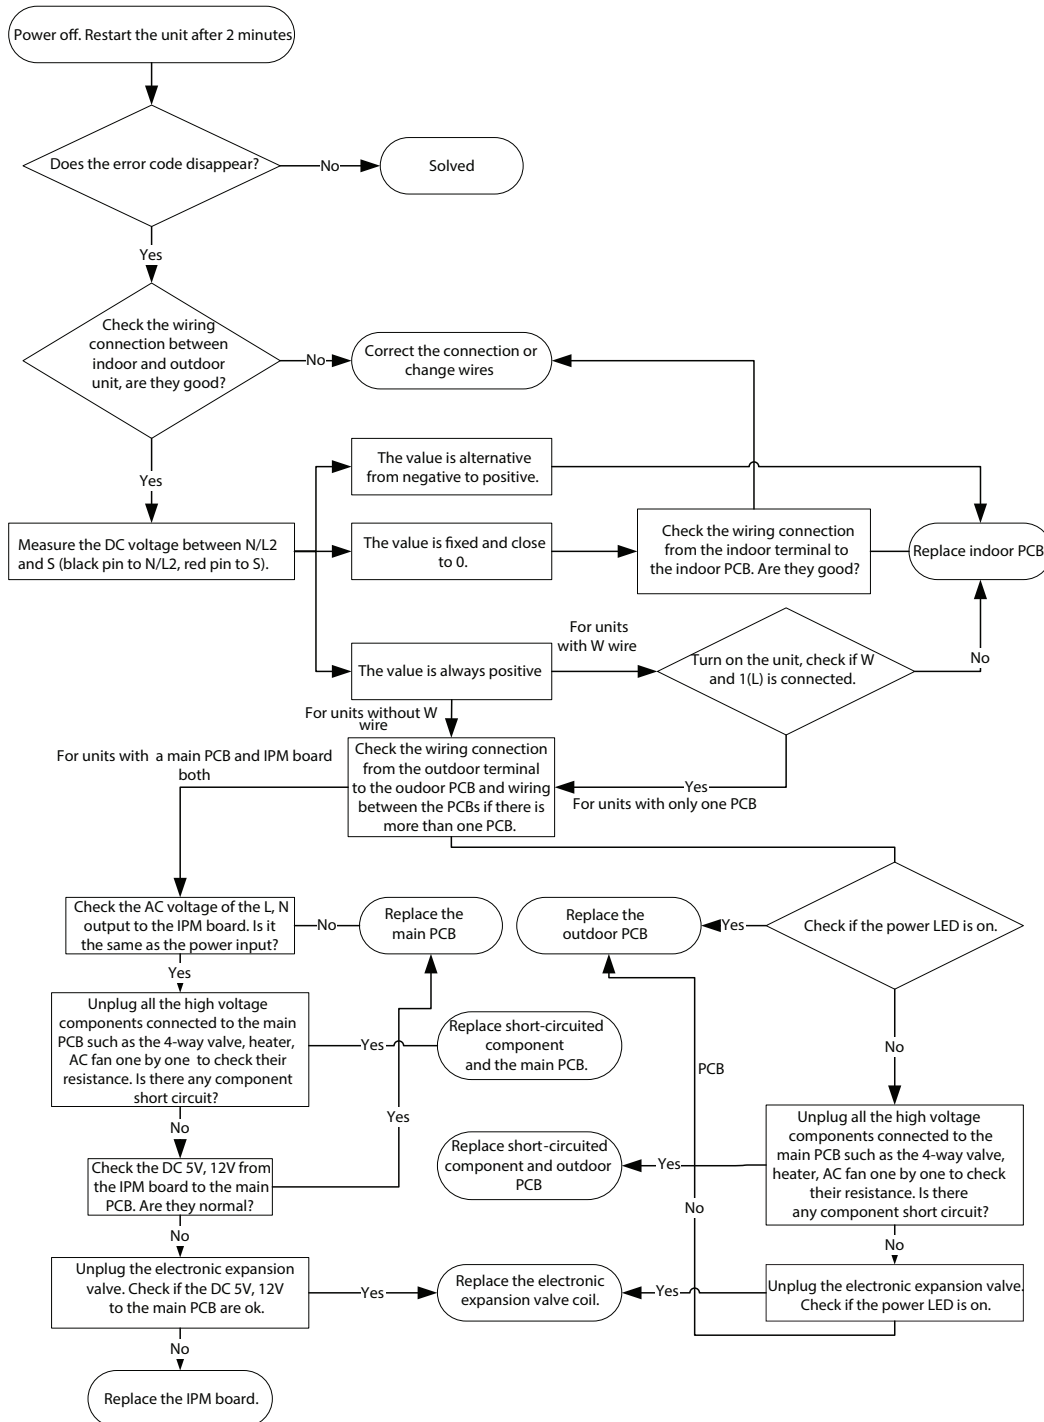 Power off. Restart the unit after 2 minutes
Does the error code disappear?
No
Solved
Yes
Check the wiring
connection between
indoor and outdoor
unit, are they good?
No
Correct the connection or
change wires
Yes
The value is alternative
from negative to positive.
Measure the DC voltage between N/L2
and S (black pin to N/L2, red pin to S).
The value is fixed and close
to 0.
Check the wiring connection
from the indoor terminal to
the indoor PCB. Are they good?
Replace indoor PCB
For units
with W wire
The value is always positive
Turn on the unit, check if W
and 1(L) is connected.
No
For units without W
wire
For units with  a main PCB and IPM board
both
Check the wiring connection
from the outdoor terminal
to the oudoor PCB and wiring
between the PCBs if there is
more than one PCB.
Yes
For units with only one PCB
Check the AC voltage of the L, N
output to the IPM board. Is it
the same as the power input?
No
Replace the
main PCB
Replace the
outdoor PCB
Yes
Check if the power LED is on.
Yes
Unplug all the high voltage
components connected to the main
PCB such as the 4-way valve, heater,
AC fan one by one  to check their
resistance. Is there any component
short circuit?
Yes
Replace short-circuited
component
and the main PCB.
No
PCB
Yes
No
Unplug all the high voltage
components connected to the
main PCB such as the 4-way valve,
heater, AC fan one by one to check
their resistance. Is there
any component short circuit?
Check the DC 5V, 12V from
the IPM board to the main
PCB. Are they normal?
Replace short-circuited
component and outdoor
PCB
Yes
No
No
No
Unplug the electronic expansion
valve. Check if the DC 5V, 12V
to the main PCB are ok.
Yes
Replace the electronic
expansion valve coil.
Yes
Unplug the electronic expansion valve.
Check if the power LED is on.
No
Replace the IPM board.